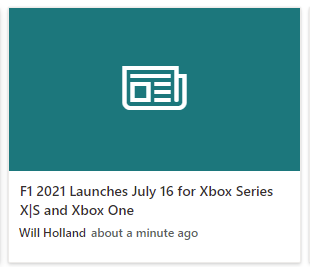 F1 2021 Launches July 16 for Xbox Series
X|S and Xbox One
Will Holland about a minute ago